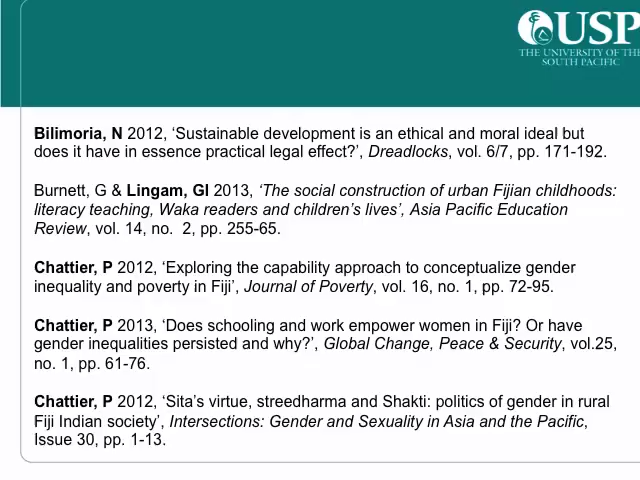 USP
THE UNIVERSITY OF THE
SOUTH PACIFIC
Bilimoria, N 2012, ‘Sustainable development is an ethical and moral ideal but
does it have in essence practical legal effect?’, Dreadlocks, vol. 6/7, pp. 171-192.
Burnett, G & Lingam, GI 2013, ‘The social construction of urban Fijian childhoods:
literacy teaching, Waka readers and children’s lives’, Asia Pacific Education
Review, vol. 14, no.  2, pp. 255-65.
Chattier, P 2012, ‘Exploring the capability approach to conceptualize gender
inequality and poverty in Fiji’, Journal of Poverty, vol. 16, no. 1, pp. 72-95.
Chattier, P 2013, ‘Does schooling and work empower women in Fiji? Or have
gender inequalities persisted and why?’, Global Change, Peace & Security, vol.25,
no. 1, pp. 61-76.
Chattier, P 2012, ‘Sita’s virtue, streedharma and Shakti: politics of gender in rural
Fiji Indian society’, Intersections: Gender and Sexuality in Asia and the Pacific,
Issue 30, pp. 1-13.